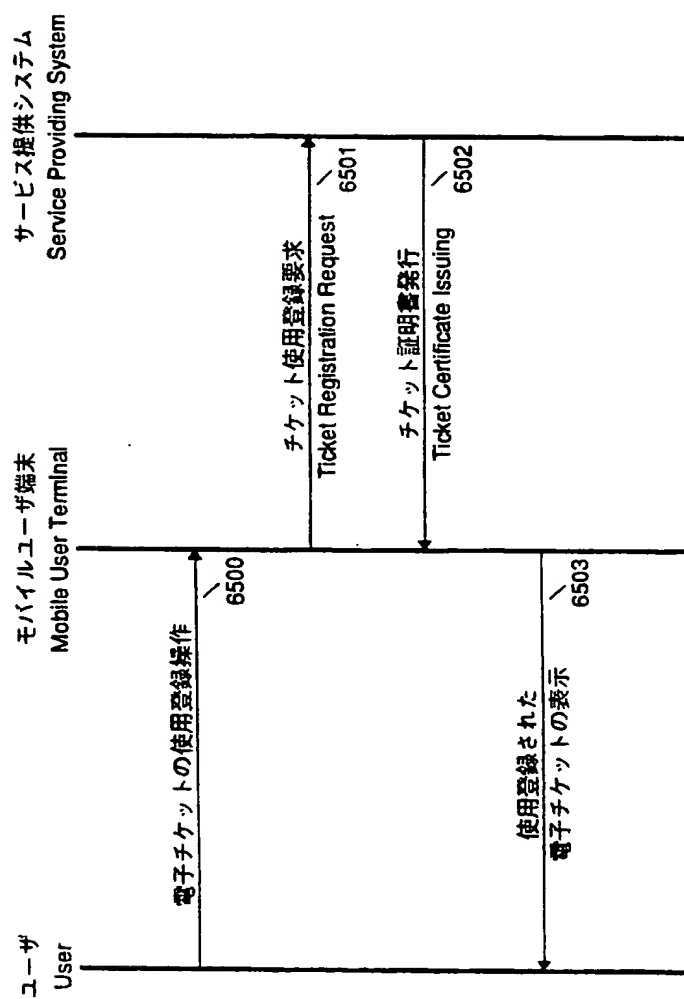 ユーザ
User
モバイルユーザ端末
Mobile User Terminal
サービス提供システム
Service Providing System
電子チケットの使用登録操作
6500
チケット使用登録要求
Ticket Registration Request
6501
チケット証明書発行
Ticket Certificate Issuing
6502
使用登録された
電子チケットの表示
6503